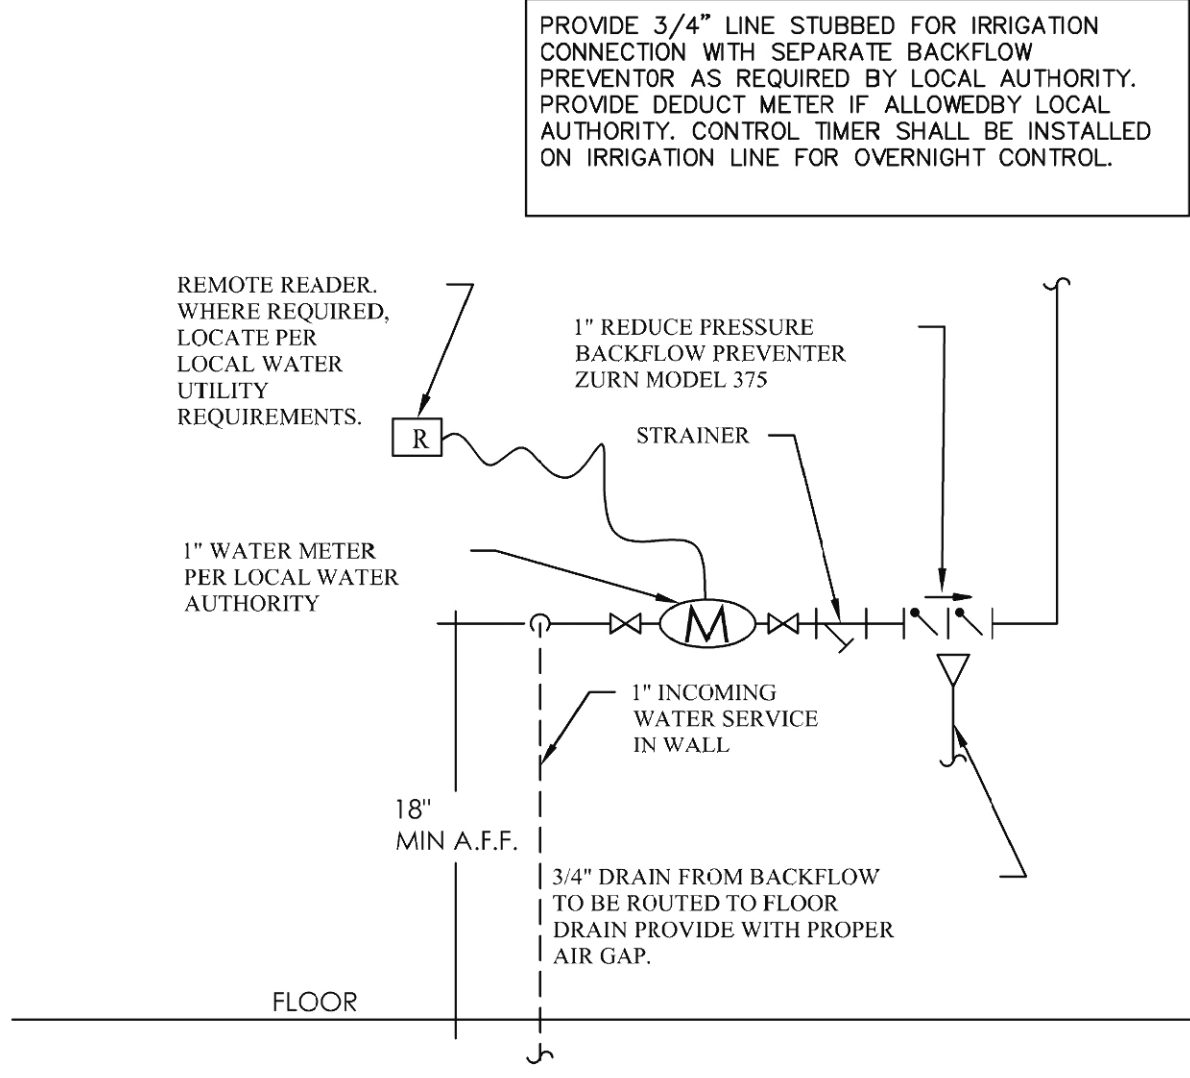 PROVIDE 3/4" LINE STUBBED FOR IRRIGATION
CONNECTION WITH SEPARATE BACKFLOW
PREVENTOR AS REQUIRED BY LOCAL AUTHORITY.
PROVIDE DEDUCT METER IF ALLOWEDBY LOCAL
AUTHORITY. CONTROL TIMER SHALL BE INSTALLED
ON IRRIGATION LINE FOR OVERNIGHT CONTROL.
REMOTE READER.
WHERE REQUIRED,
LOCATE PER
LOCAL WATER
UTILITY
REQUIREMENTS.
1" REDUCE PRESSURE
BACKFLOW PREVENTER
ZURN MODEL 375
R
STRAINER
1" WATER METER
PER LOCAL WATER
AUTHORITY
M
1" INCOMING
WATER SERVICE
IN WALL
18"
MIN A.F.F.
3/4" DRAIN FROM BACKFLOW
TO BE ROUTED TO FLOOR
DRAIN PROVIDE WITH PROPER
AIR GAP.
FLOOR